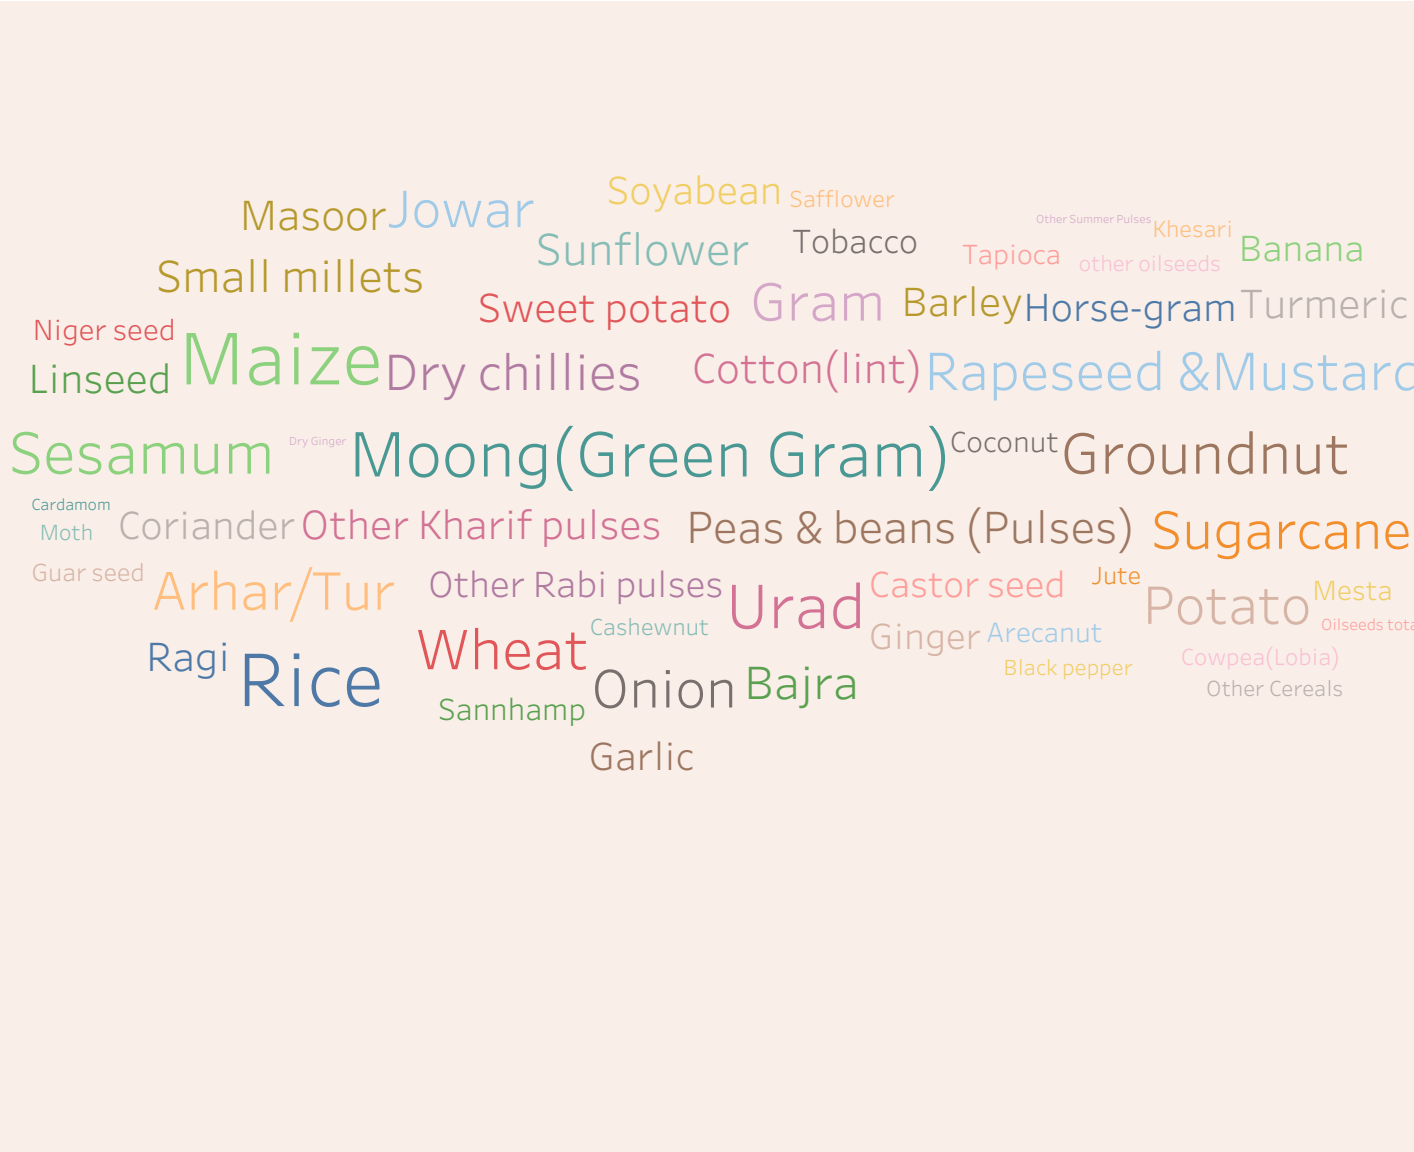 Soyabean
Safflower
Masoor
Jowar
Other Summer Pulses
Khesari
Sunflower
Tobacco
Tapioca
other oilseeds
Banana
Small millets
Sweet potato
Gram
Barley
Horse-gram
Turmeric
Niger seed
Maize
Linseed
Dry chillies
Cotton(lint)
Rapeseed &Mustard
Sesamum
Dry Ginger
Moong(Green Gram)
Coconut
Groundnut
Cardamom
Moth
Coriander
Other Kharif pulses
Peas & beans (Pulses)
Sugarcane
Guar seed
Arhar/Tur
Other Rabi pulses
Urad
Castor seed
Jute
Potato
Mesta
Oilseeds tota
Cashewnut
Ginger
Arecanut
Ragi
Rice
Wheat
Onion
Bajra
Black pepper
Cowpea(Lobia)
Other Cereals
Sannhamp
Garlic